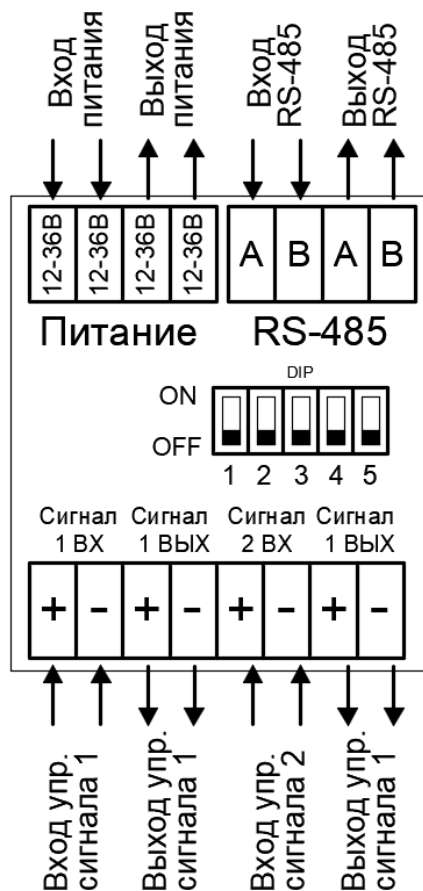 Вход
питания
Выход
питания
Вход
RS-485
Выход
RS-485
12-36В
12-36В
12-36В
12-36В
A
B
A
B
Питание
RS-485
DIP
ON
OFF
1 2 3 4 5
Сигнал
1 ВХ
Сигнал
1 ВЫХ
Сигнал
2 ВХ
Сигнал
1 ВЫХ
+ - + - + - + -
Вход упр.
сигнала 1
Выход упр.
сигнала 1
Вход упр.
сигнала 2
Выход упр.
сигнала 1